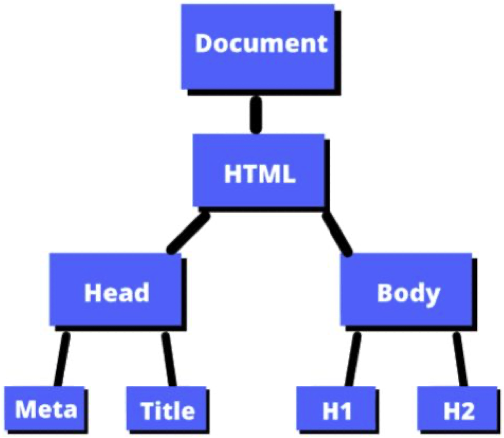 Document
HTML
Head
Body
Meta
Title
H1
H2